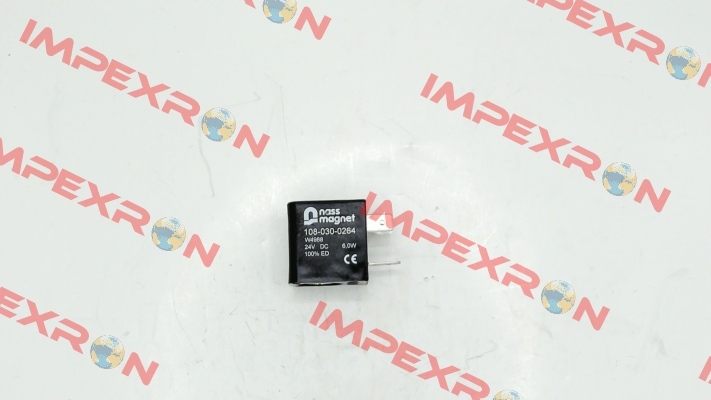 IMPEXRON
IMPEXRON
IMPEXRON
IMPEXRON
nass
magnet
108-030-0264
W4988
24V DC 6.0W
100% ED
CE
IMPEXRON
IMPEXRON
IMPEXRON
IMPEXRON